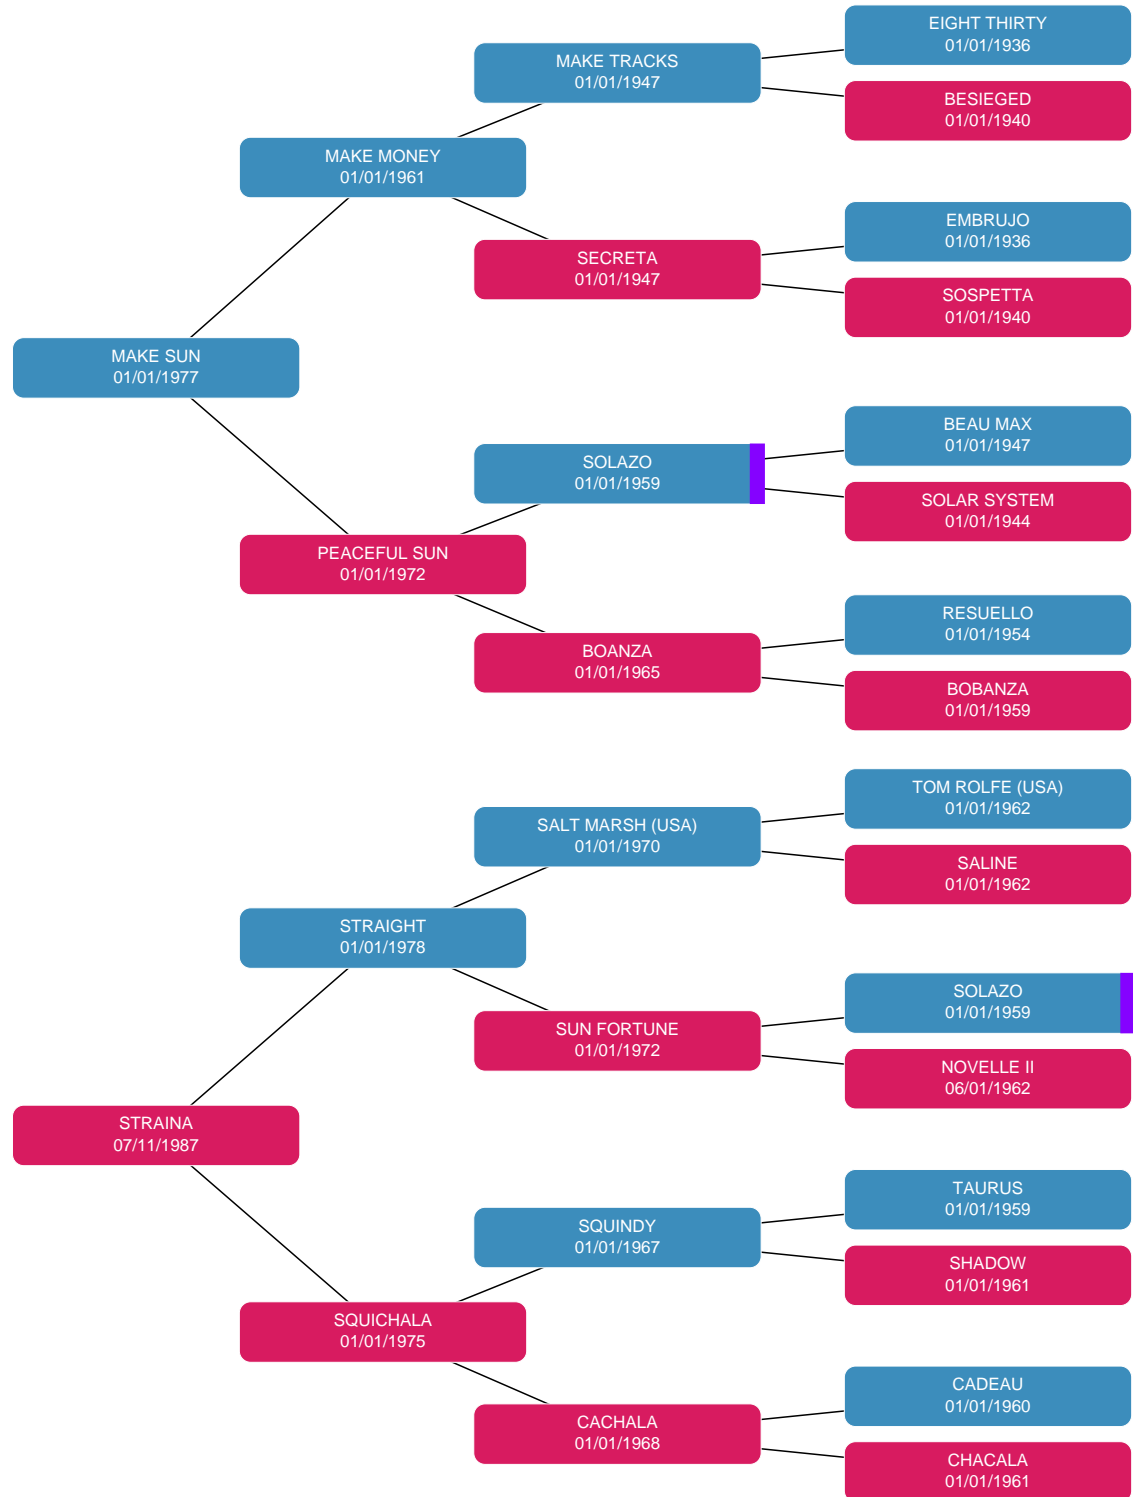 EIGHT THIRTY
01/01/1936
MAKE TRACKS
01/01/1947
BESIEGED
01/01/1940
MAKE MONEY
01/01/1961
EMBRUJO
01/01/1936
SECRETA
01/01/1947
SOSPETTA
01/01/1940
MAKE SUN
01/01/1977
BEAU MAX
01/01/1947
SOLAZO
01/01/1959
SOLAR SYSTEM
01/01/1944
PEACEFUL SUN
01/01/1972
RESUELLO
01/01/1954
BOANZA
01/01/1965
BOBANZA
01/01/1959
TOM ROLFE (USA)
01/01/1962
SALT MARSH (USA)
01/01/1970
SALINE
01/01/1962
STRAIGHT
01/01/1978
SOLAZO
01/01/1959
SUN FORTUNE
01/01/1972
NOVELLE II
06/01/1962
STRAINA
07/11/1987
TAURUS
01/01/1959
SQUINDY
01/01/1967
SHADOW
01/01/1961
SQUICHALA
01/01/1975
CADEAU
01/01/1960
CACHALA
01/01/1968
CHACALA
01/01/1961